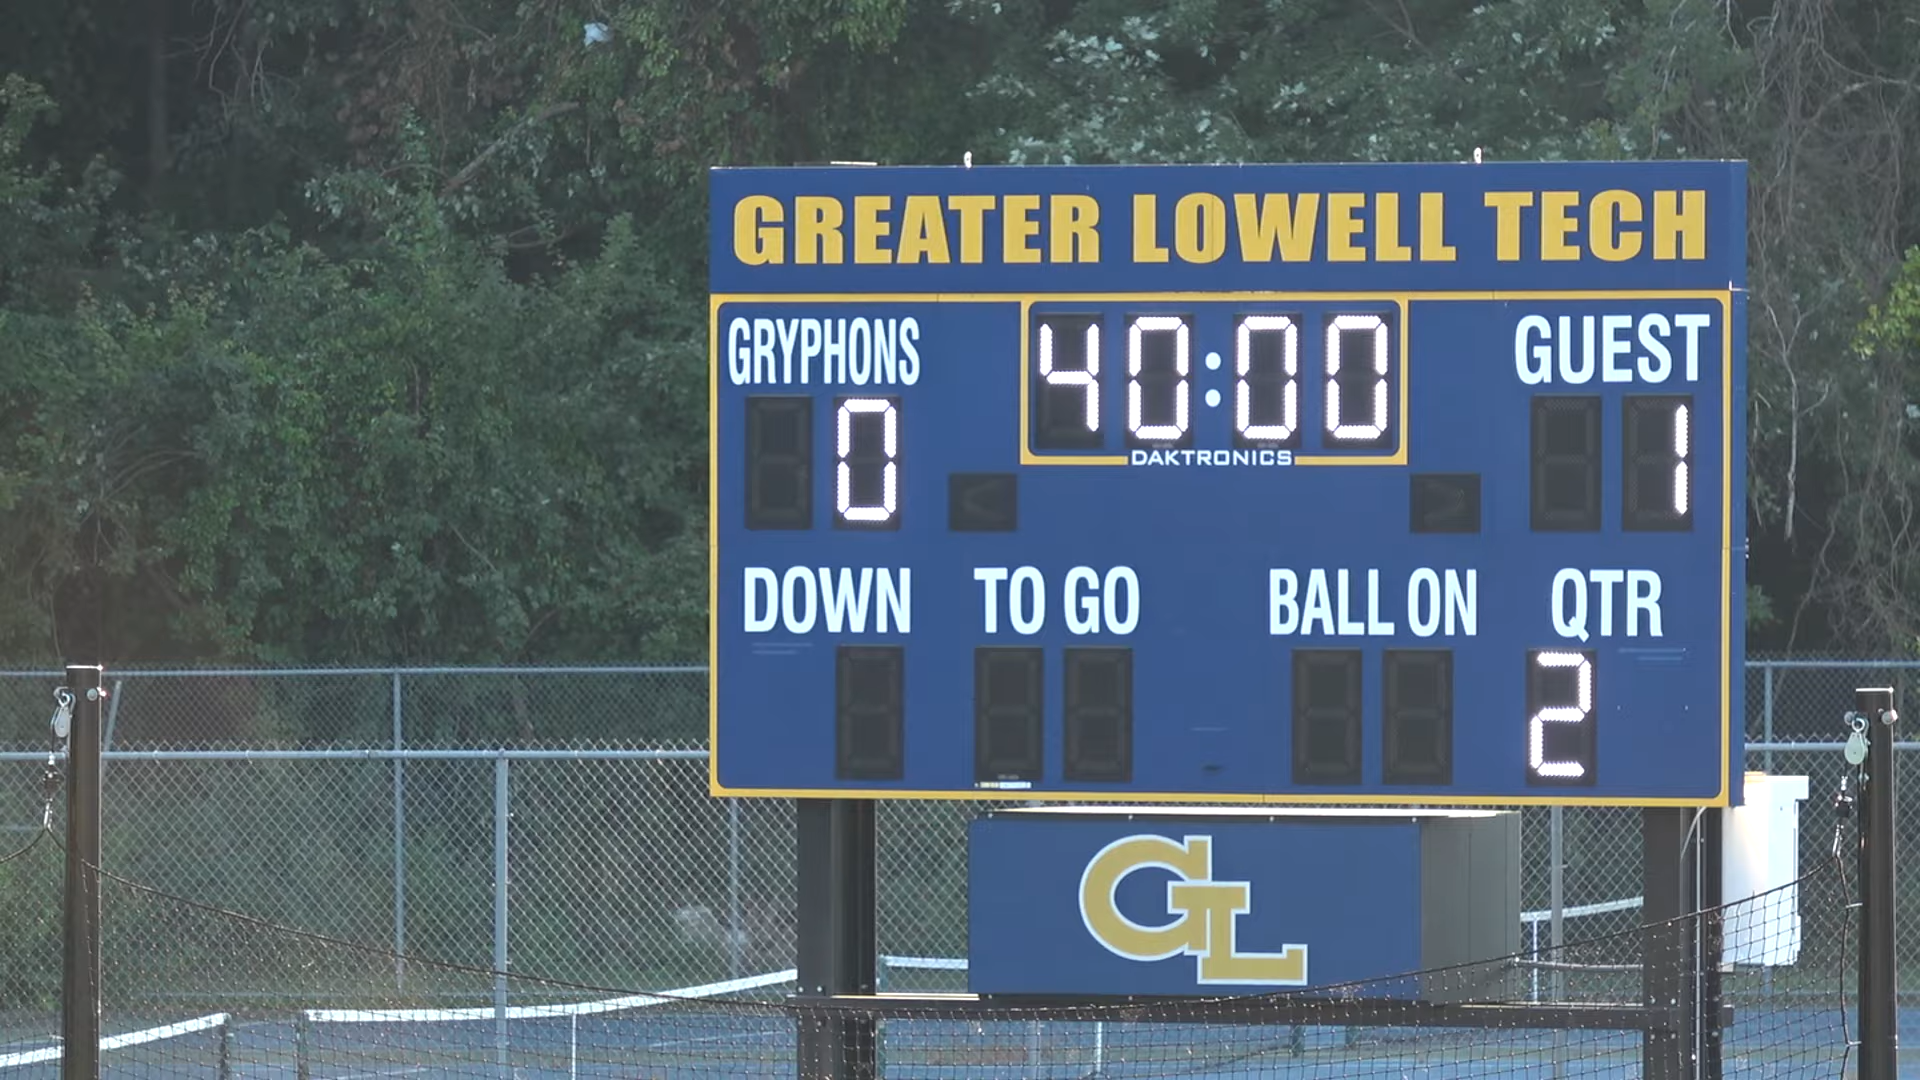 GREATER LOWELL TECH
GRYPHONS 40:00 GUEST
0 DAKTRONICS 1
DOWN TO GO BALL ON QTR
2
GL